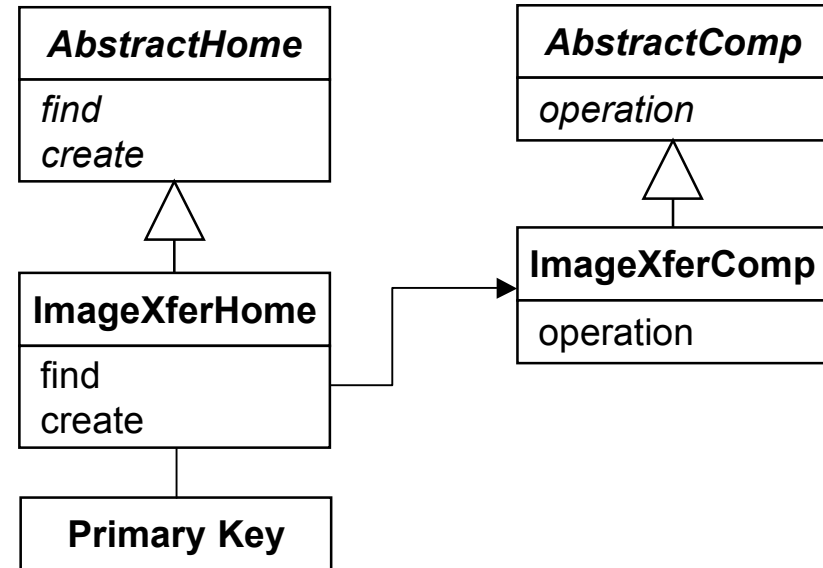 AbstractHome
find
create
AbstractComp
operation
ImageXferHome
find
create
ImageXferComp
operation
Primary Key